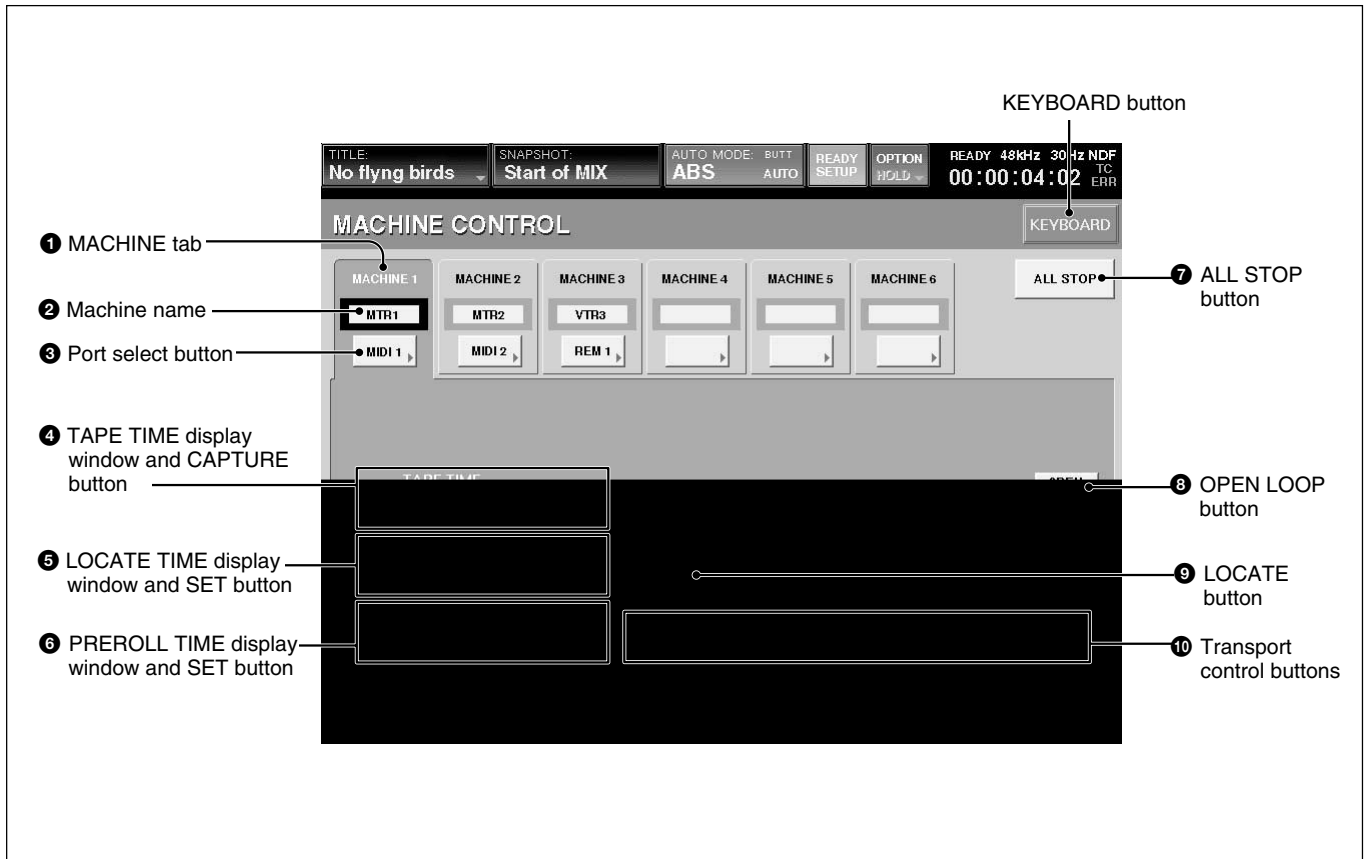 KEYBOARD button
TITLE:
No flyng birds
SNAPSHOT:
Start of MIX
AUTO MODE:
ABS
BUTT
AUTO
READY
SETUP
OPTION
HOLD
READY 48kHz 30Hz NDF
00:00:04:02
TC
ERR
MACHINE CONTROL
KEYBOARD
❶ MACHINE tab
MACHINE 1
MACHINE 2
MACHINE 3
MACHINE 4
MACHINE 5
MACHINE 6
ALL STOP
❼ ALL STOP
button
❷ Machine name
MTR1
MTR2
VTR3
❸ Port select button
MIDI 1
MIDI 2
REM 1
❹ TAPE TIME display
window and CAPTURE
button
TAPE TIME
OPEN
❽ OPEN LOOP
button
❺ LOCATE TIME display
window and SET button
❾ LOCATE
button
❻ PREROLL TIME display
window and SET button
❿ Transport
control buttons